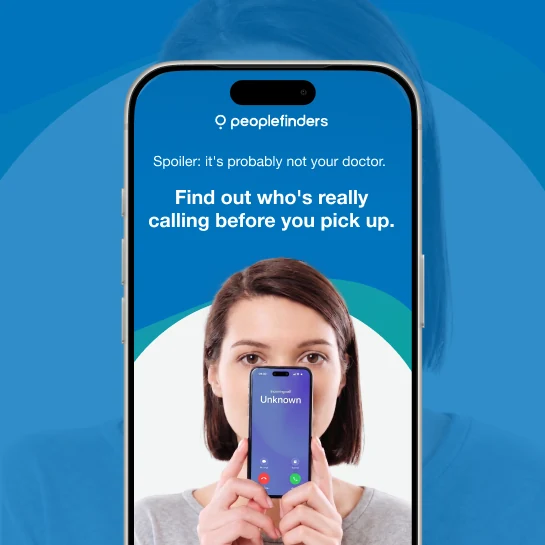 peoplefinders
Spoiler: it's probably not your doctor.
Find out who's really
calling before you pick up.
Unknown